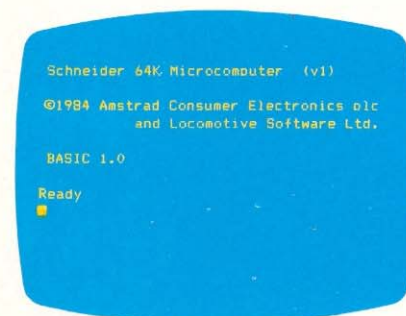 Schneider 64K Microcomputer (v1)
©1984 Amstrad Consumer Electronics plc
and Locomotive Software Ltd.
BASIC 1.0
Ready